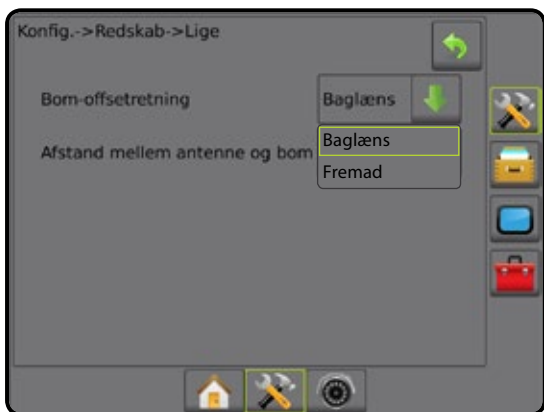 Konfig.->Redskab->Lige
Bom-offsetretning
Baglæns
Afstand mellem antenne og bom
Baglæns
Fremad